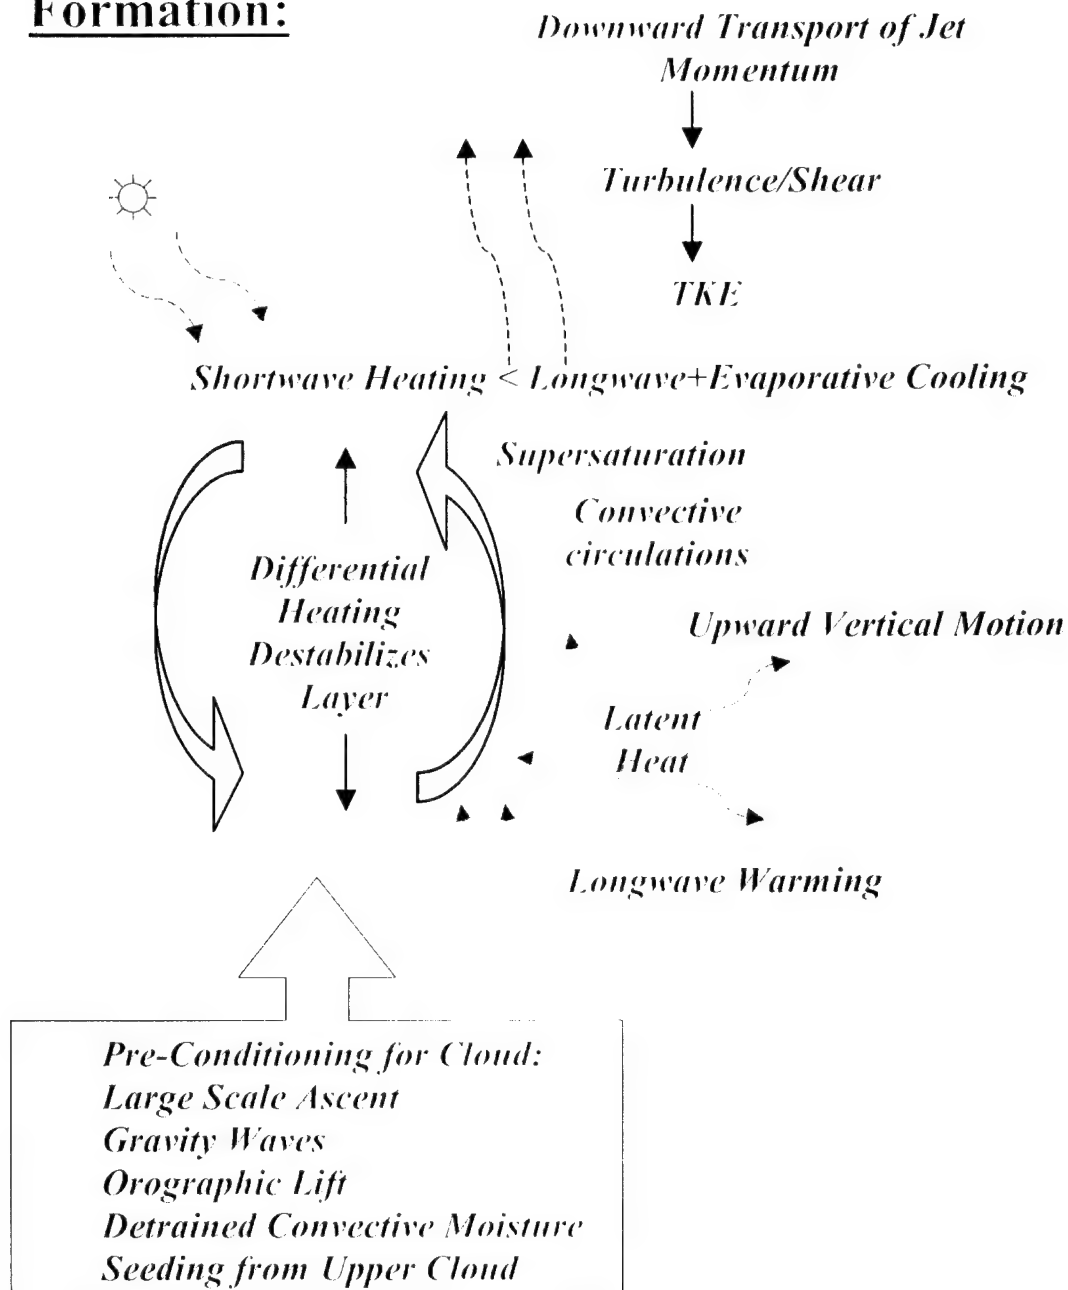 Formation:
Downward Transport of Jet
Momentum
Turbulence/Shear
TKE
Shortwave Heating < Longwave+Evaporative Cooling
Supersaturation
Convective
circulations
Differential
Heating
Destabilizes
Layer
Upward Vertical Motion
Latent
Heat
Longwave Warming
Pre-Conditioning for Cloud:
Large Scale Ascent
Gravity Waves
Orographic Lift
Detrained Convective Moisture
Seeding from Upper Cloud